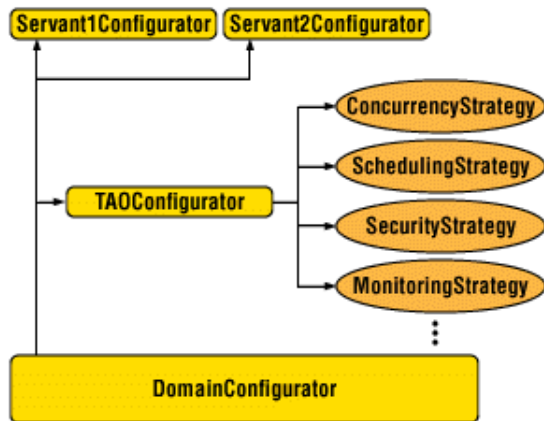 Servant1Configurator
Servant2Configurator
ConcurrencyStrategy
SchedulingStrategy
TAOConfigurator
SecurityStrategy
MonitoringStrategy
DomainConfigurator